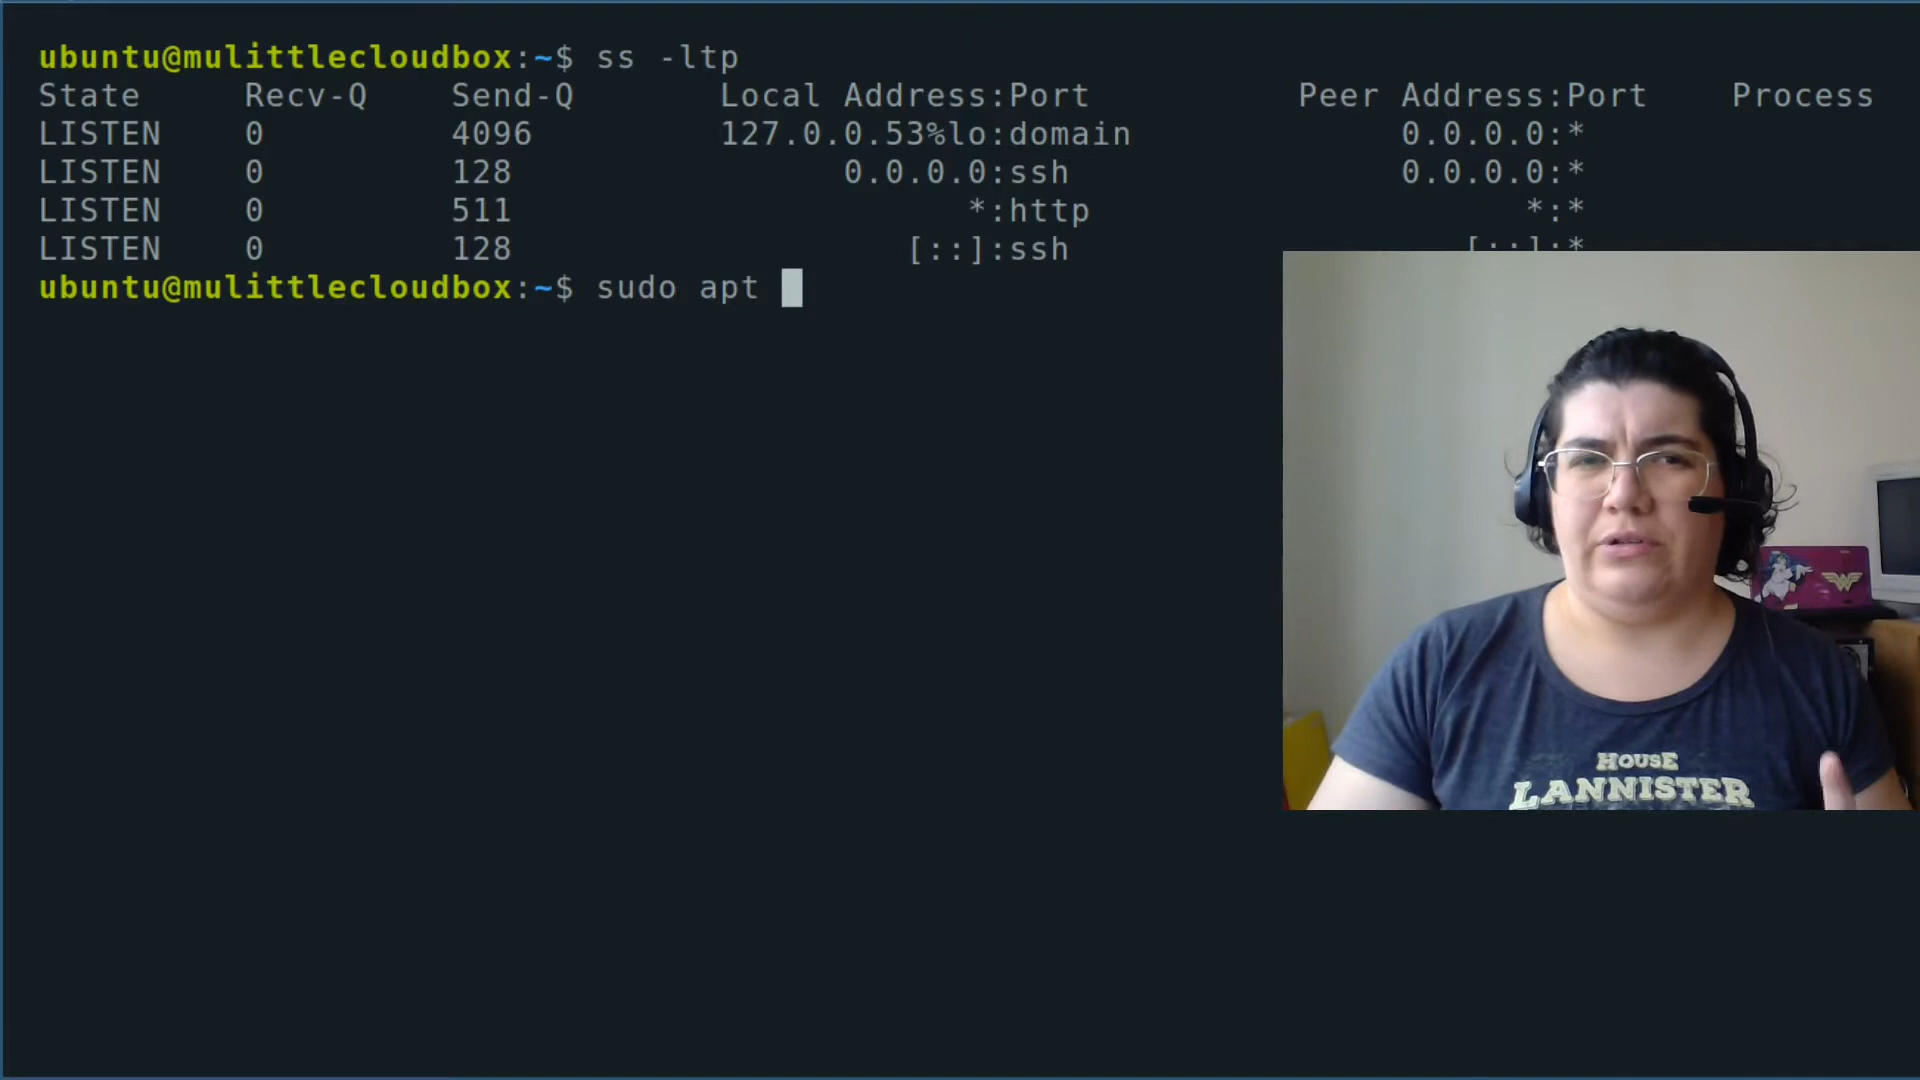 ubuntu@mulittlecloudbox:~$ ss -ltp
State Recv-Q Send-Q Local Address:Port Peer Address:Port Process
LISTEN 0 4096 127.0.0.53%lo:domain 0.0.0.0:*
LISTEN 0 128 0.0.0.0:ssh 0.0.0.0:*
LISTEN 0 511 *:http *:*
LISTEN 0 128 [::]:ssh [::]:*
ubuntu@mulittlecloudbox:~$ sudo apt
HOUSE
LANNISTER